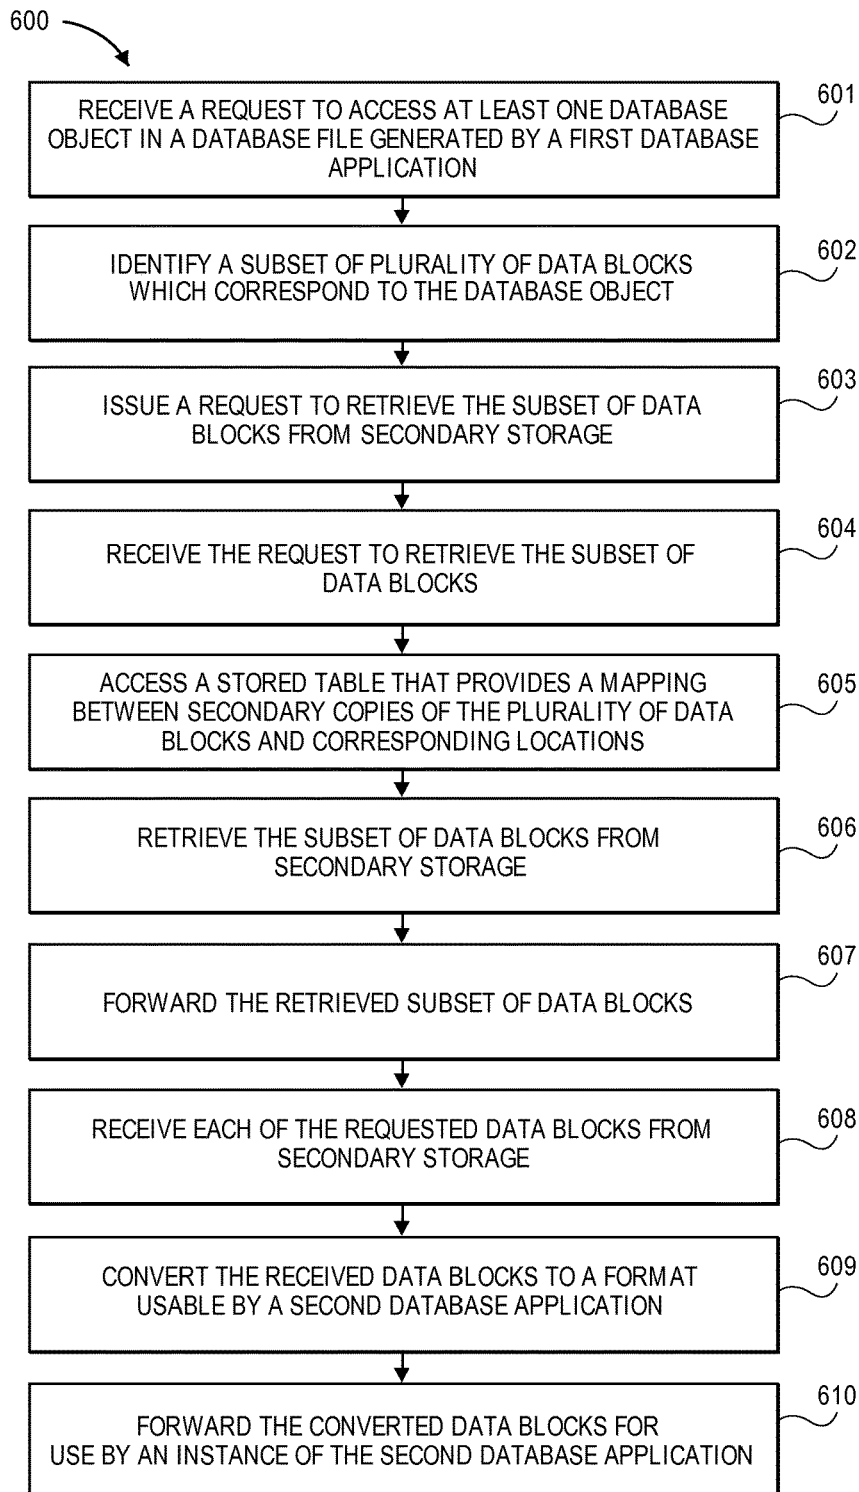 600
RECEIVE A REQUEST TO ACCESS AT LEAST ONE DATABASE
OBJECT IN A DATABASE FILE GENERATED BY A FIRST DATABASE
APPLICATION
601
IDENTIFY A SUBSET OF PLURALITY OF DATA BLOCKS
WHICH CORRESPOND TO THE DATABASE OBJECT
602
ISSUE A REQUEST TO RETRIEVE THE SUBSET OF DATA
BLOCKS FROM SECONDARY STORAGE
603
RECEIVE THE REQUEST TO RETRIEVE THE SUBSET OF
DATA BLOCKS
604
ACCESS A STORED TABLE THAT PROVIDES A MAPPING
BETWEEN SECONDARY COPIES OF THE PLURALITY OF DATA
BLOCKS AND CORRESPONDING LOCATIONS
605
RETRIEVE THE SUBSET OF DATA BLOCKS FROM
SECONDARY STORAGE
606
FORWARD THE RETRIEVED SUBSET OF DATA BLOCKS
607
RECEIVE EACH OF THE REQUESTED DATA BLOCKS FROM
SECONDARY STORAGE
608
CONVERT THE RECEIVED DATA BLOCKS TO A FORMAT
USABLE BY A SECOND DATABASE APPLICATION
609
FORWARD THE CONVERTED DATA BLOCKS FOR
USE BY AN INSTANCE OF THE SECOND DATABASE APPLICATION
610